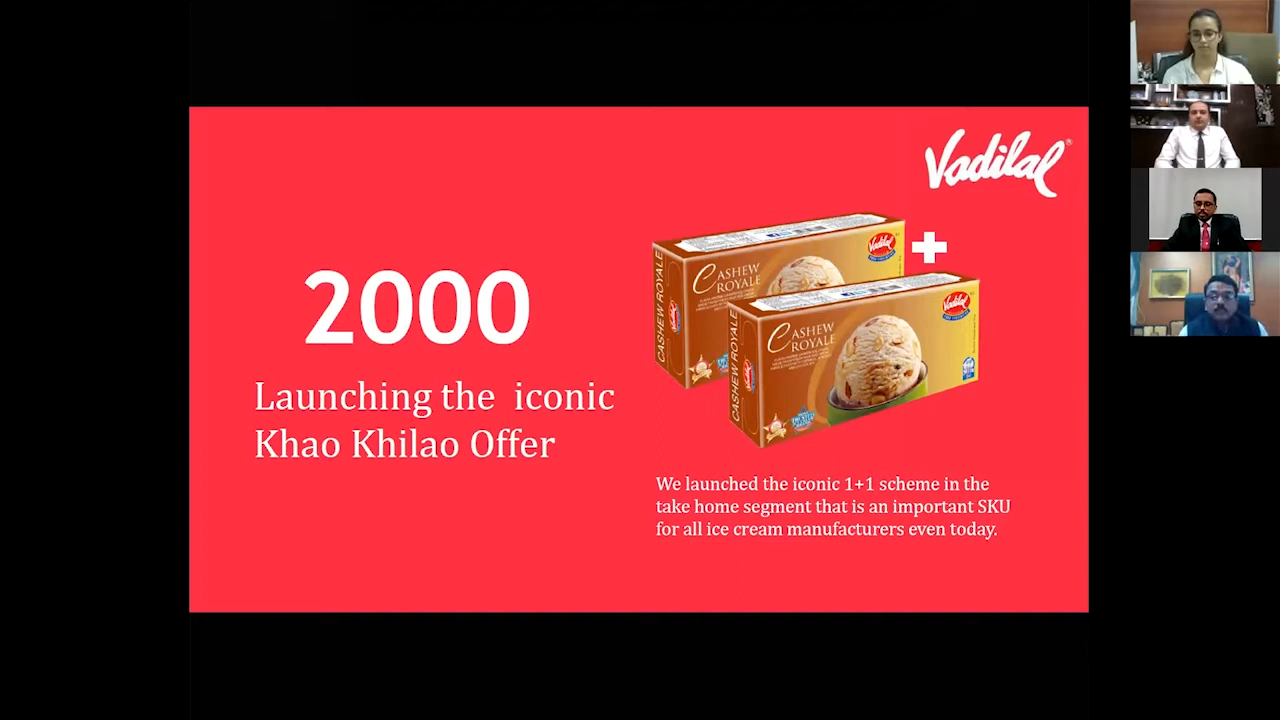 Vadilal
2000
Launching the iconic
Khao Khilao Offer
CASHEW ROYALE
Vadilal
CASHEW
ROYALE
CASHEW ROYALE
Vadilal
CASHEW
ROYALE
+
We launched the iconic 1+1 scheme in the
take home segment that is an important SKU
for all ice cream manufacturers even today.